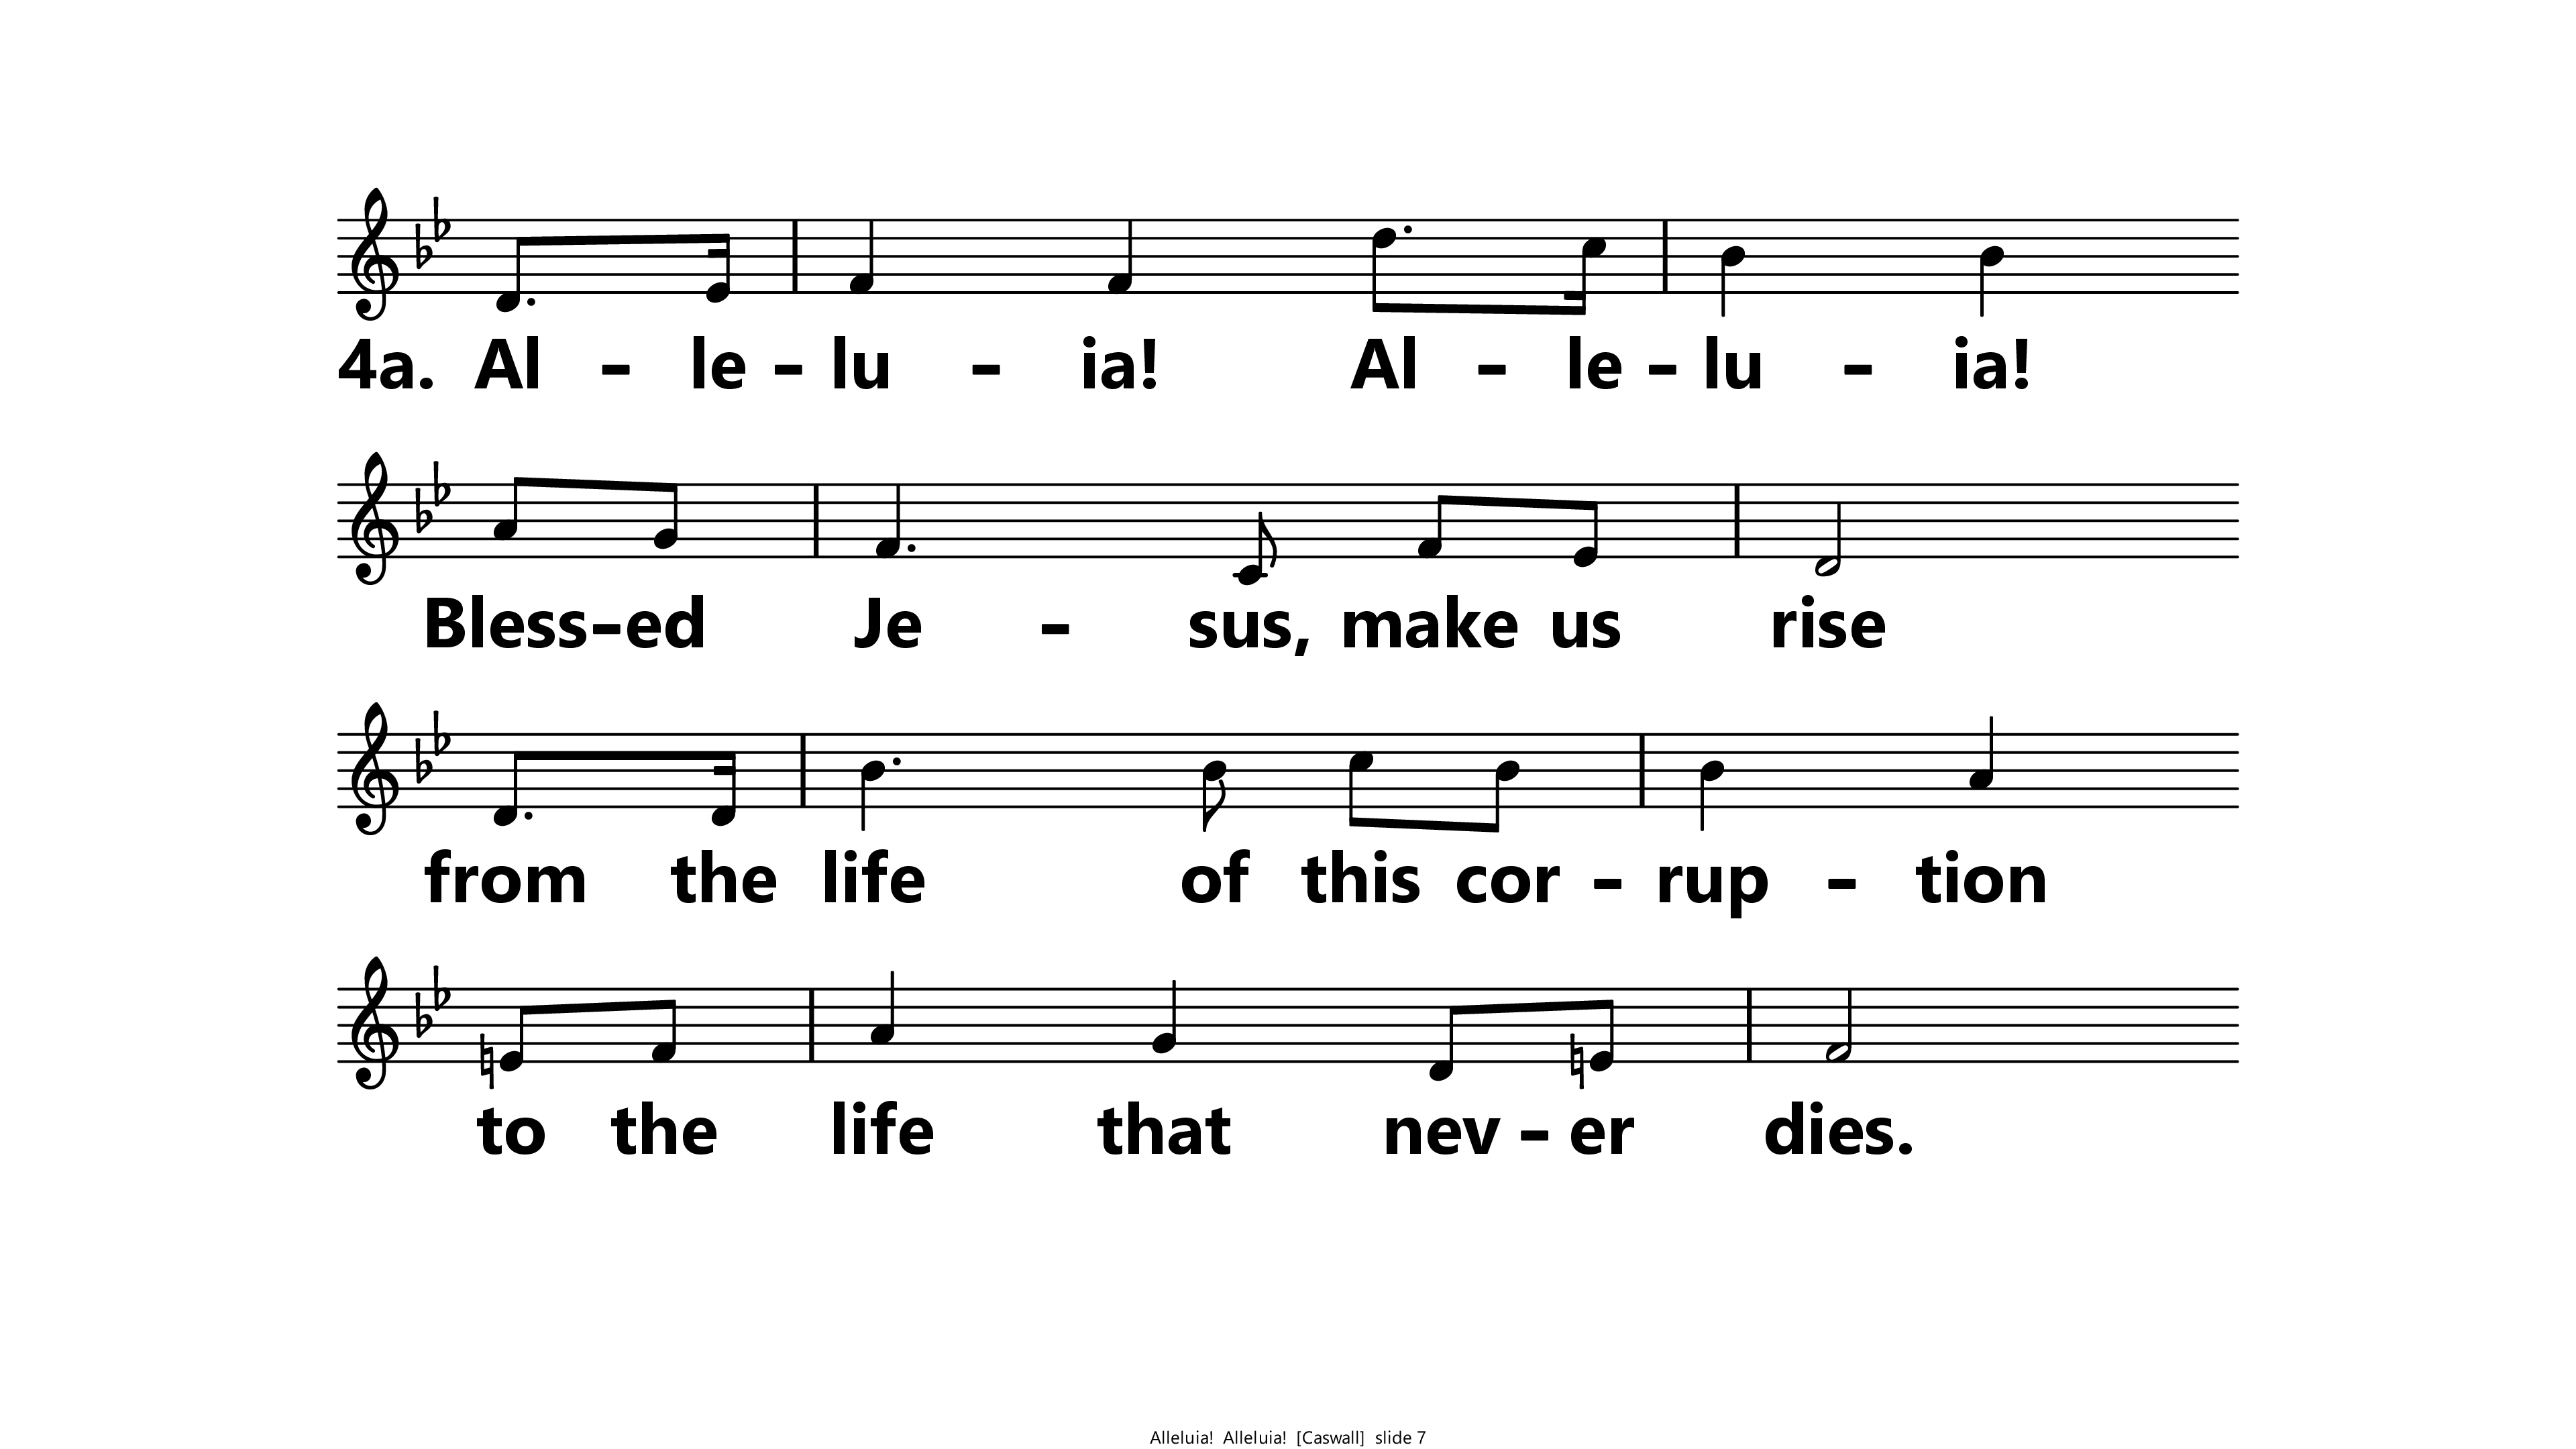 4a. Al - le - lu - ia! Al - le - lu - ia!
Bless-ed Je - sus, make us rise
from the life of this cor - rup - tion
to the life that nev - er dies.
Alleluia! Alleluia! [Caswall] slide 7